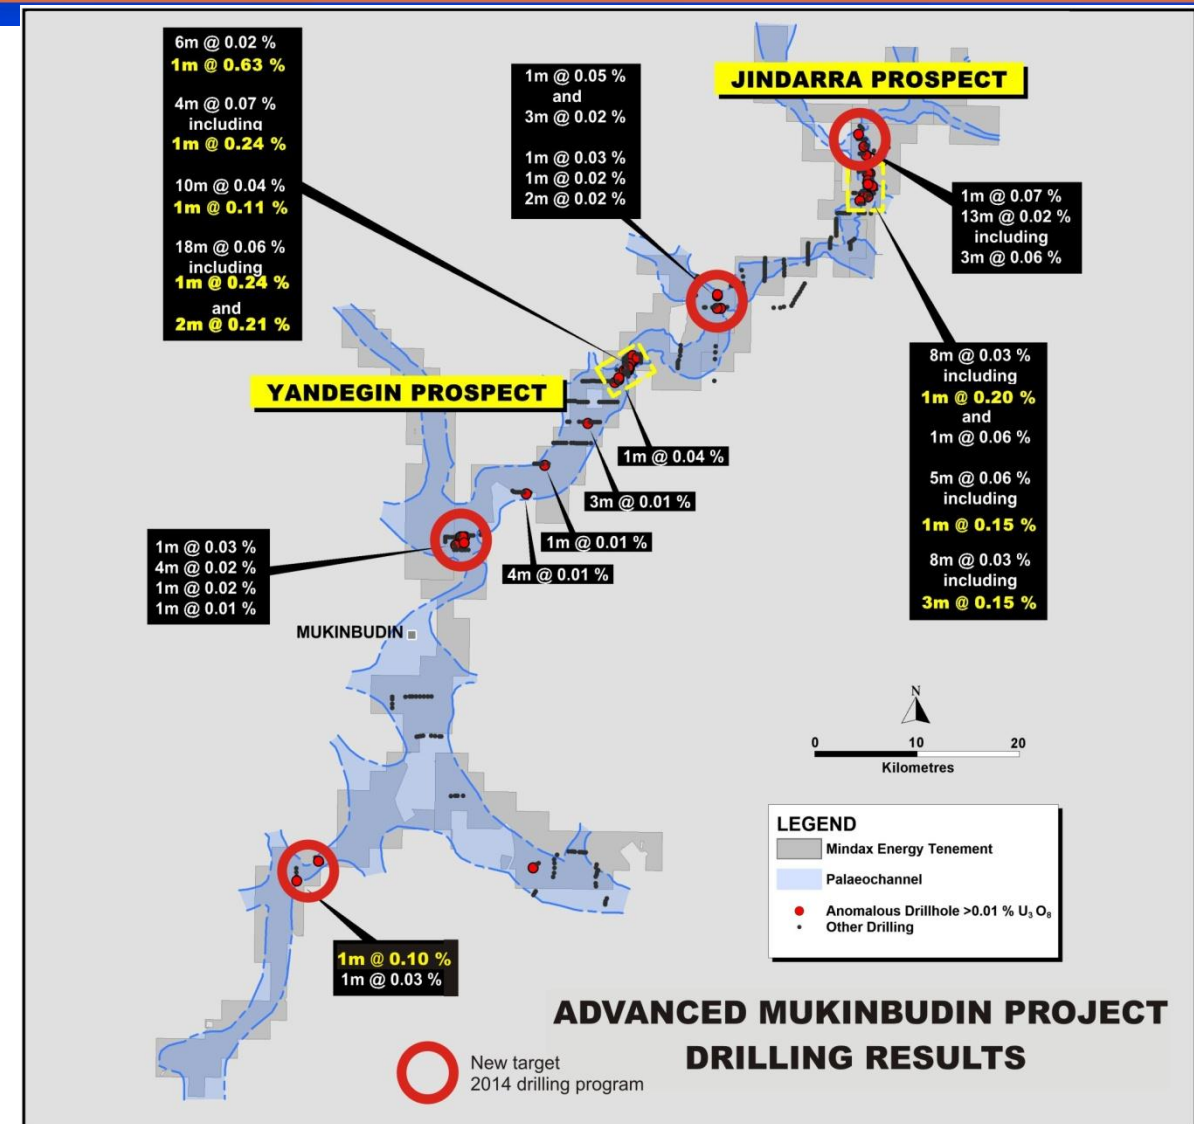 6m @ 0.02 %
1m @ 0.63 %
4m @ 0.07 %
including
1m @ 0.24 %
10m @ 0.04 %
1m @ 0.11 %
18m @ 0.06 %
including
1m @ 0.24 %
and
2m @ 0.21 %
1m @ 0.05 %
and
3m @ 0.02 %
1m @ 0.03 %
1m @ 0.02 %
2m @ 0.02 %
JINDARRA PROSPECT
1m @ 0.07 %
13m @ 0.02 %
including
3m @ 0.06 %
8m @ 0.03 %
including
1m @ 0.20 %
and
1m @ 0.06 %
5m @ 0.06 %
including
1m @ 0.15 %
8m @ 0.03 %
including
3m @ 0.15 %
YANDEGIN PROSPECT
1m @ 0.04 %
3m @ 0.01 %
1m @ 0.01 %
4m @ 0.01 %
1m @ 0.03 %
4m @ 0.02 %
1m @ 0.02 %
1m @ 0.01 %
MUKINBUDIN
N
0 10 20
Kilometres
LEGEND
Mindax Energy Tenement
Palaeochannel
Anomalous Drillhole >0.01 % U₃O₈
Other Drilling
1m @ 0.10 %
1m @ 0.03 %
ADVANCED MUKINBUDIN PROJECT
DRILLING RESULTS
New target
2014 drilling program